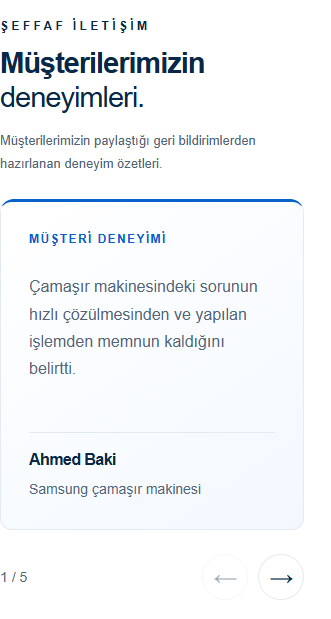 ŞEFFAF İLETİŞİM
Müşterilerimizin
deneyimleri.
Müşterilerimizin paylaştığı geri bildirimlerden
hazırlanan deneyim özetleri.
MÜŞTERİ DENEYİMİ
Çamaşır makinesindeki sorunun
hızlı çözülmesinden ve yapılan
işlemden memnun kaldığını
belirtti.
Ahmed Baki
Samsung çamaşır makinesi
1 / 5
← →